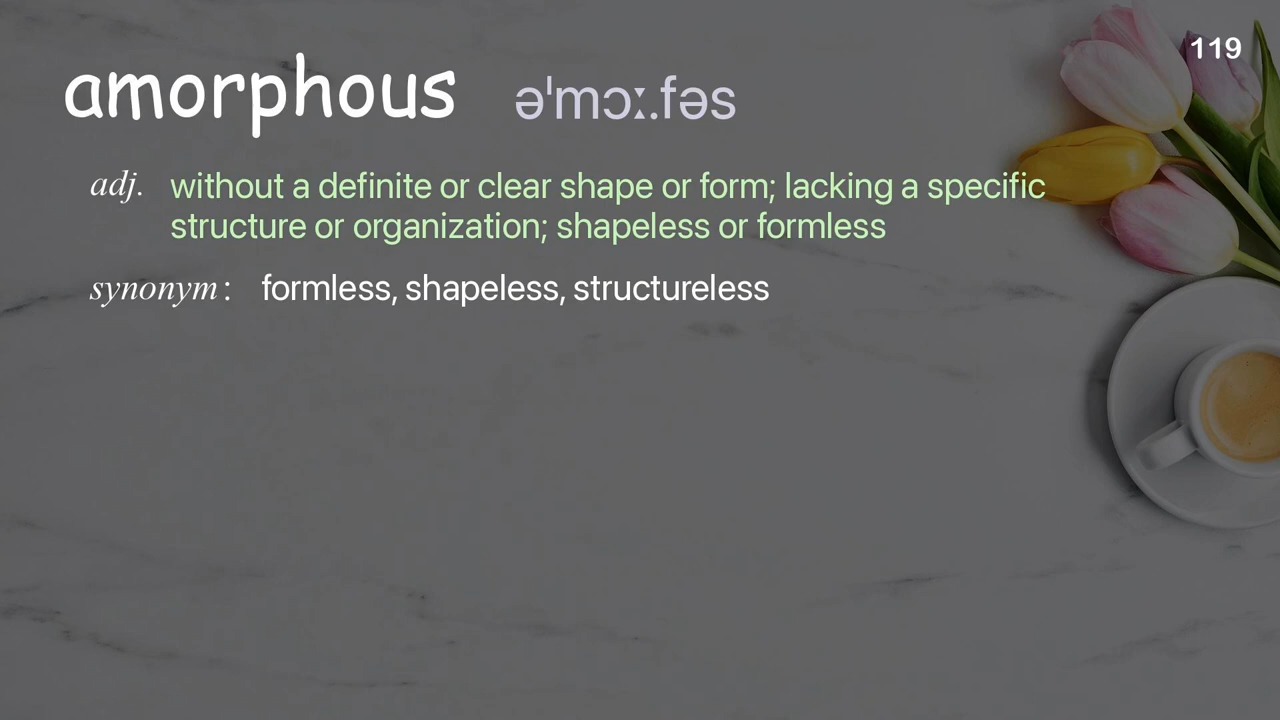 119
amorphous əˈmɔː.fəs
adj. without a definite or clear shape or form; lacking a specific
structure or organization; shapeless or formless
synonym : formless, shapeless, structureless